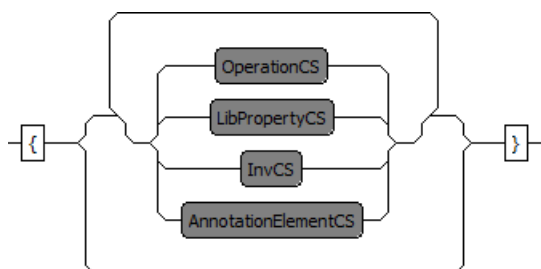 OperationCS
LibPropertyCS
{
}
InvCS
AnnotationElementCS